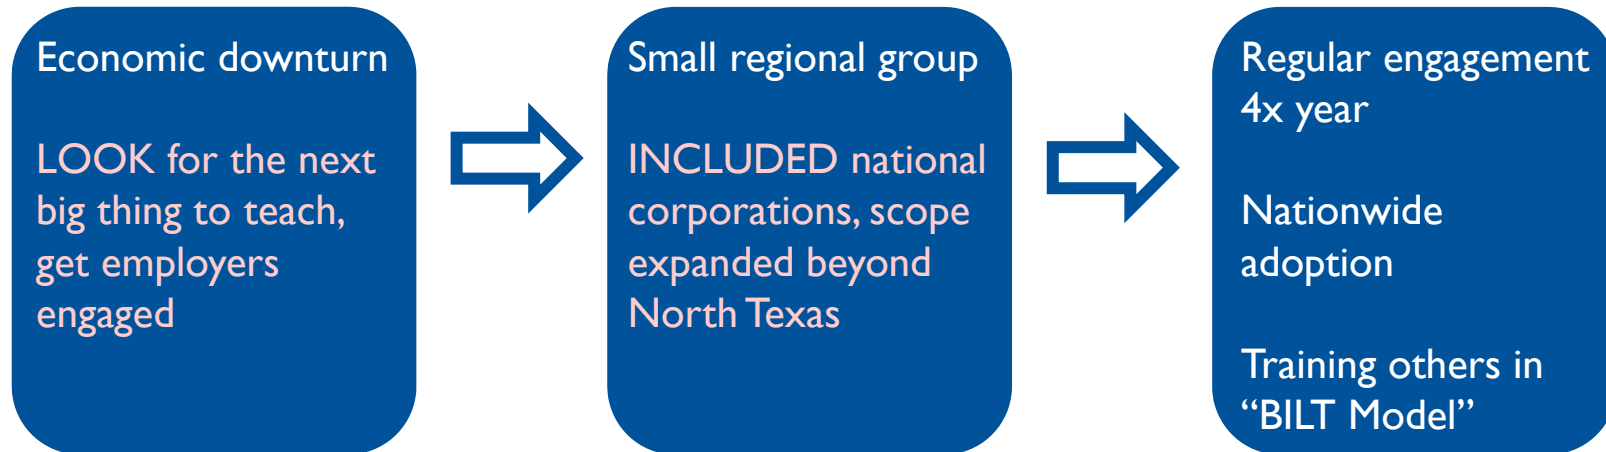 Economic downturn
LOOK for the next
big thing to teach,
get employers
engaged
Small regional group
INCLUDED national
corporations, scope
expanded beyond
North Texas
Regular engagement
4x year
Nationwide
adoption
Training others in
“BILT Model”